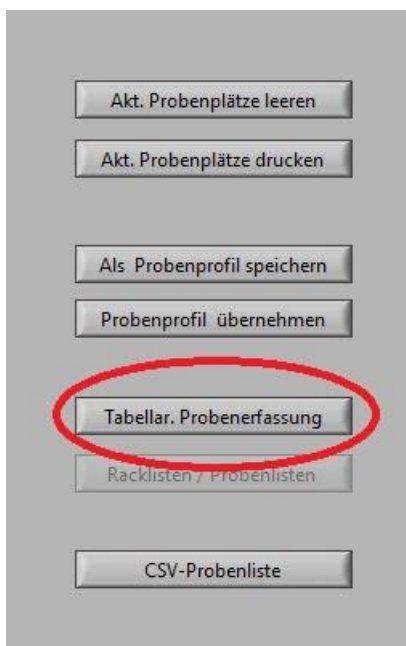 Akt. Probenplätze leeren
Akt. Probenplätze drucken
Als Probenprofil speichern
Probenprofil übernehmen
Tabellar. Probenerfassung
Racklisten / Probenlisten
CSV-Probenliste